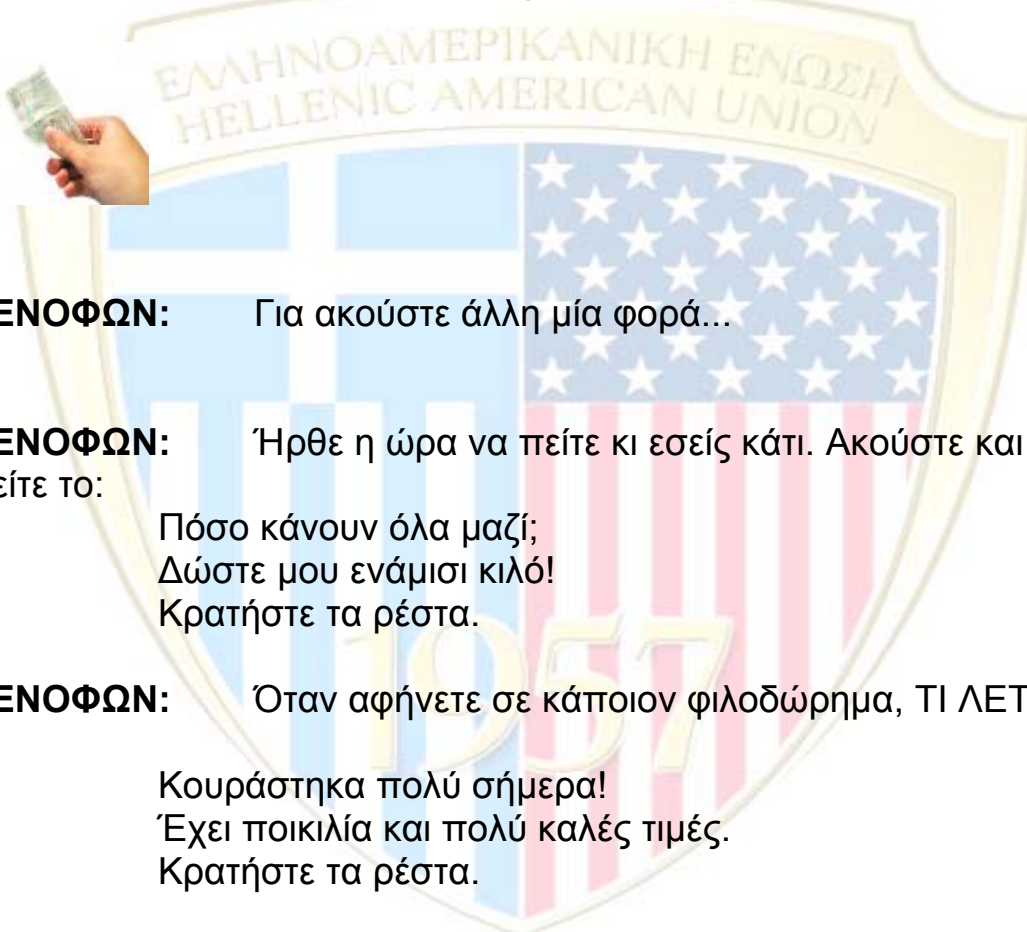 ΕΛΛΗΝΟΑΜΕΡΙΚΑΝΙΚΗ ΕΝΩΣΗ
HELLENIC AMERICAN UNION
ΕΝΟΦΩΝ: Για ακούστε άλλη μία φορά...
ΕΝΟΦΩΝ: Ήρθε η ώρα να πείτε κι εσείς κάτι. Ακούστε και
είτε το:
Πόσο κάνουν όλα μαζί;
Δώστε μου ενάμισι κιλό!
Κρατήστε τα ρέστα.
1957
ΕΝΟΦΩΝ: Όταν αφήνετε σε κάποιον φιλοδώρημα, ΤΙ ΛΕΤ
Κουράστηκα πολύ σήμερα!
Έχει ποικιλία και πολύ καλές τιμές.
Κρατήστε τα ρέστα.